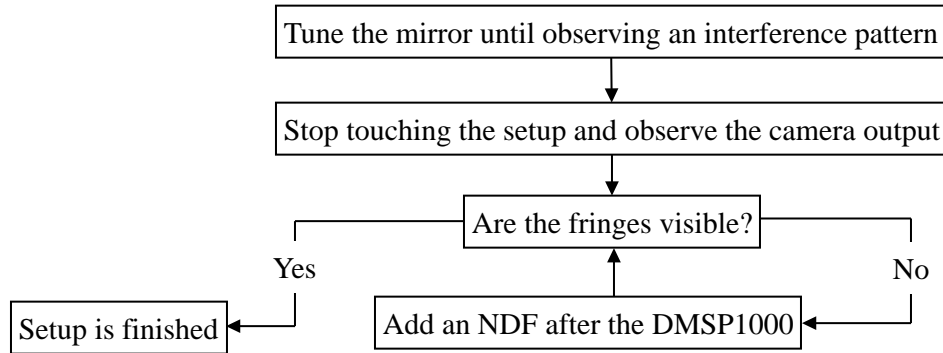 Tune the mirror until observing an interference pattern
Stop touching the setup and observe the camera output
Are the fringes visible?
Yes
No
Setup is finished
Add an NDF after the DMSP1000